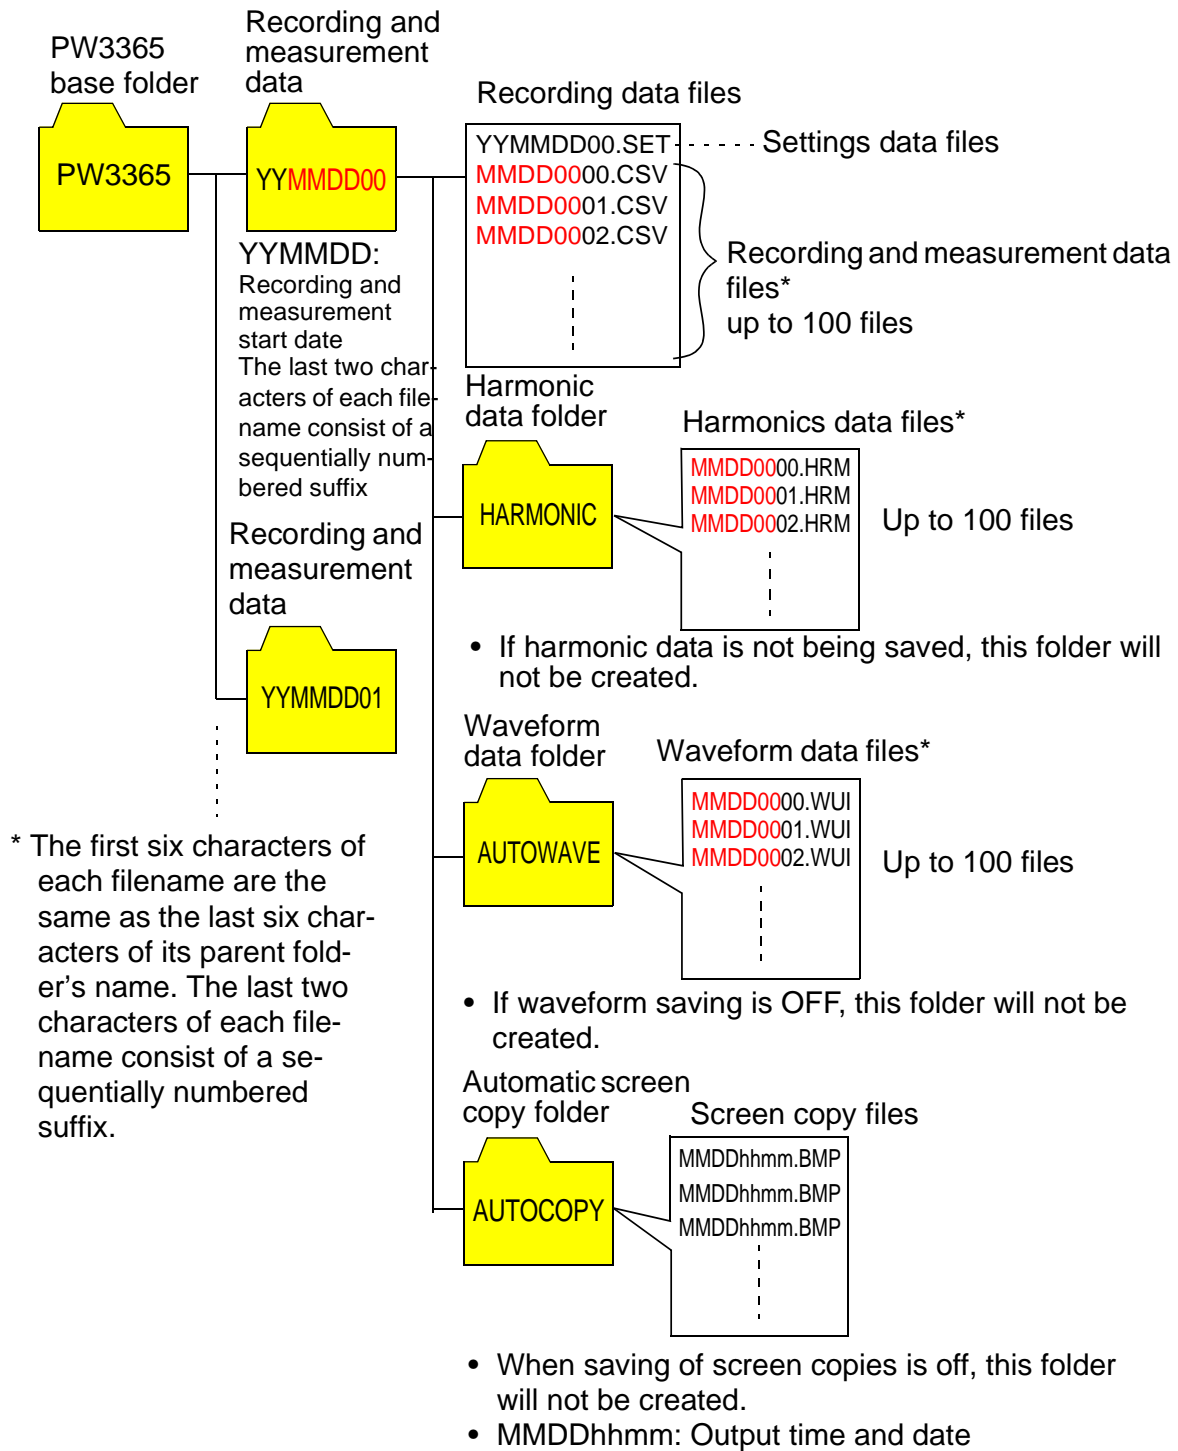 PW3365
base folder
PW3365
Recording and
measurement
data
YYMMDD00
YYMMDD:
Recording and
measurement
start date
The last two char-
acters of each file-
name consist of a
sequentially num-
bered suffix
Recording and
measurement
data
YYMMDD01
* The first six characters of
each filename are the
same as the last six char-
acters of its parent fold-
er's name. The last two
characters of each file-
name consist of a se-
quentially numbered
suffix.
Recording data files
YYMMDD00.SET
MMDD0000.CSV
MMDD0001.CSV
MMDD0002.CSV
Settings data files
Recording and measurement data
files*
up to 100 files
Harmonic
data folder
HARMONIC
Harmonics data files*
MMDD0000.HRM
MMDD0001.HRM
MMDD0002.HRM
Up to 100 files
• If harmonic data is not being saved, this folder will
not be created.
Waveform
data folder
AUTOWAVE
Waveform data files*
MMDD0000.WUI
MMDD0001.WUI
MMDD0002.WUI
Up to 100 files
• If waveform saving is OFF, this folder will not be
created.
Automatic screen
copy folder
AUTOCOPY
Screen copy files
MMDDhhmm.BMP
MMDDhhmm.BMP
MMDDhhmm.BMP
• When saving of screen copies is off, this folder
will not be created.
• MMDDhhmm: Output time and date